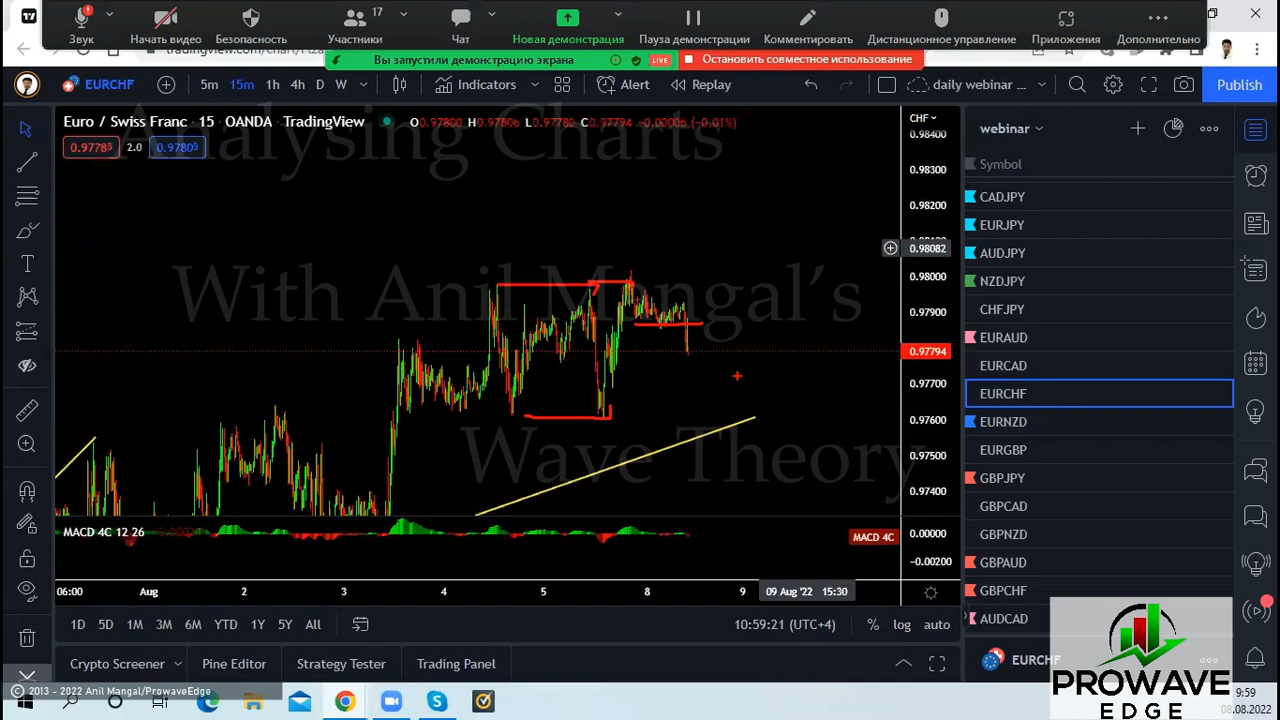 17
Звук
Начать видео
Безопасность
Участники
Чат
Новая демонстрация
Пауза демонстрации
Комментировать
Дистанционное управление
Приложения
Дополнительно
Вы запустили демонстрацию экрана
LIVE
Остановить совместное использование
EURCHF
5m
15m
1h
4h
D
W
Indicators
Alert
Replay
daily webinar ...
Publish
Analysing Charts
With Anil Mangal's
Wave Theory
Euro / Swiss Franc · 15 · OANDA · TradingView
O0.97800 H0.97806 L0.97780 C0.97794 −0.00006 (−0.01%)
0.97785
2.0
0.97803
CHF
0.98400
0.98300
0.98200
0.98082
0.98000
0.97900
0.97794
0.97700
0.97600
0.97500
0.97400
MACD 4C 12 26
MACD 4C
0.00000
−0.00200
06:00
Aug
2
3
4
5
8
9
09 Aug '22 15:30
1D
5D
1M
3M
6M
YTD
1Y
5Y
All
10:59:21 (UTC+4)
%
log
auto
Crypto Screener
Pine Editor
Strategy Tester
Trading Panel
webinar
Symbol
CADJPY
EURJPY
AUDJPY
NZDJPY
CHFJPY
EURAUD
EURCAD
EURCHF
EURNZD
EURGBP
GBPJPY
GBPCAD
GBPNZD
GBPAUD
GBPCHF
AUDCAD
EURCHF
PROWAVE
EDGE
© 2013 - 2022 Anil Mangal/ProwaveEdge
9:59
08.08.2022